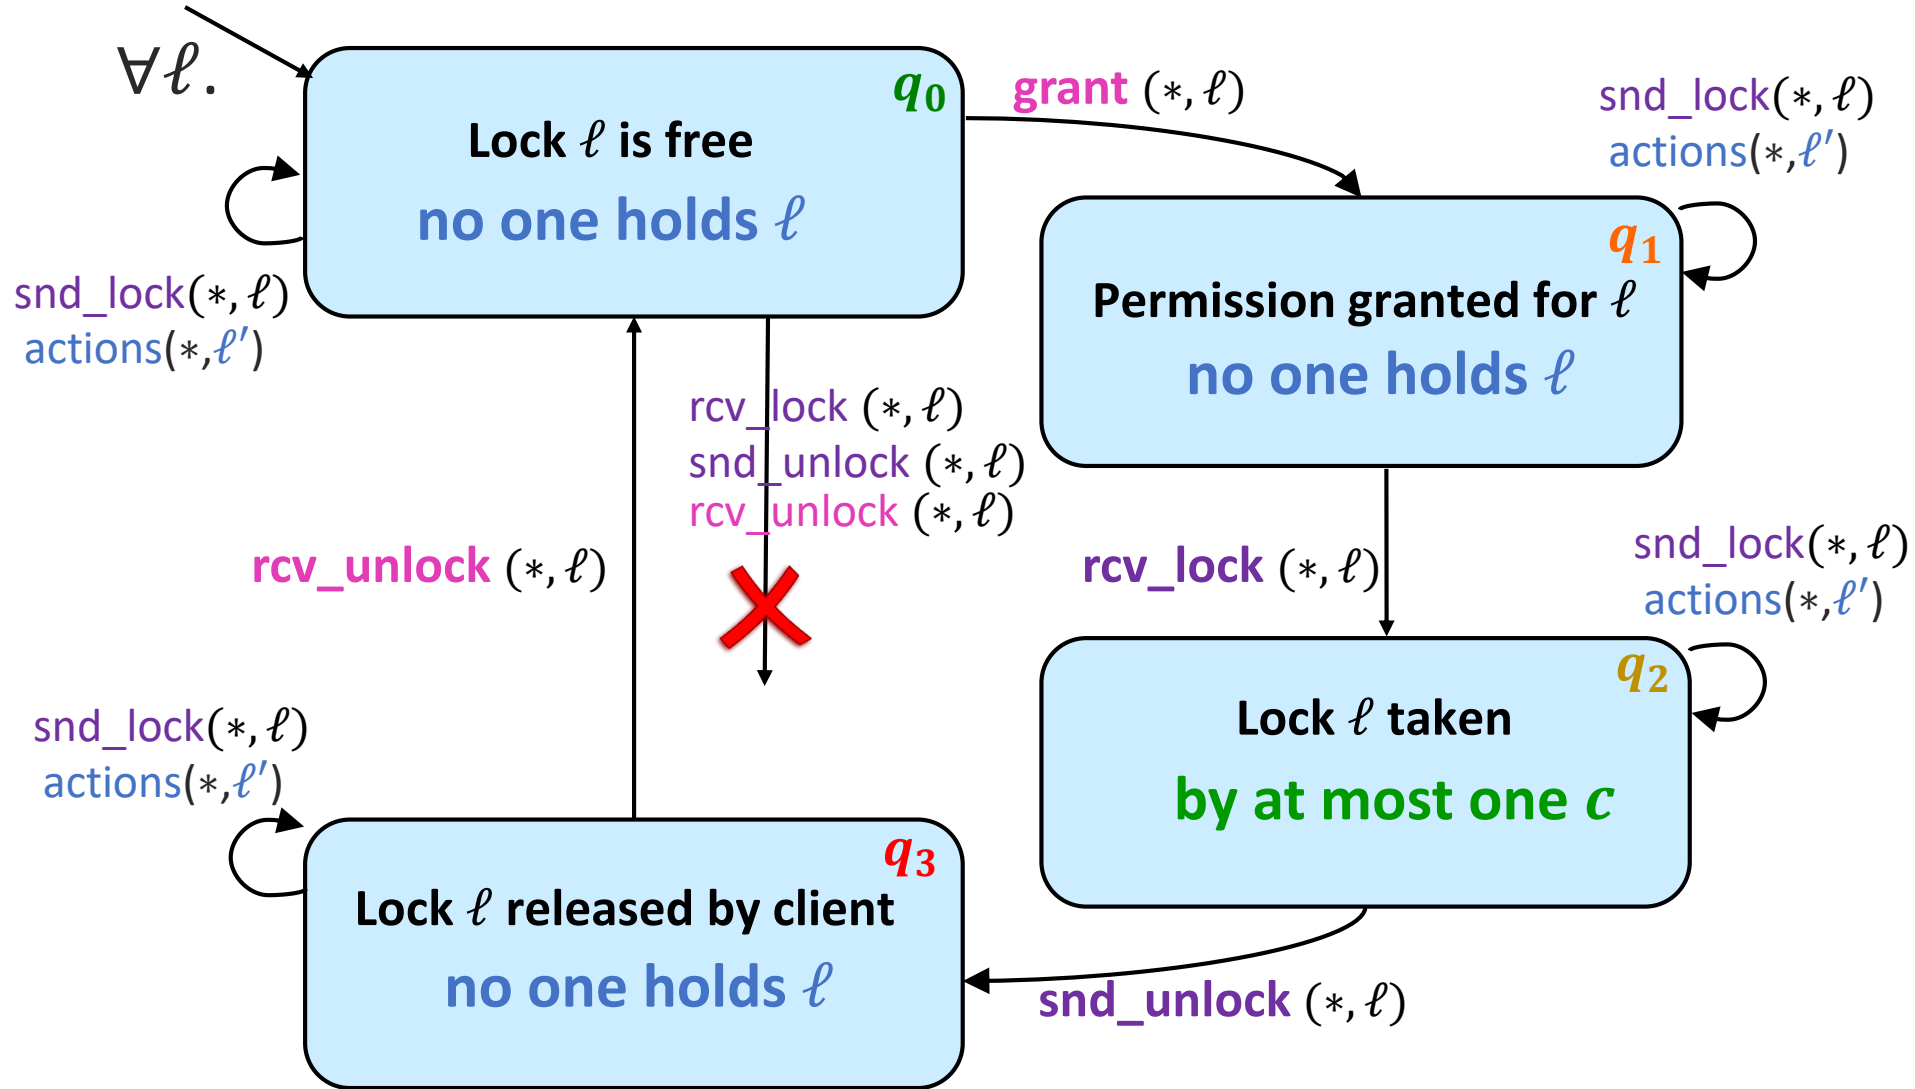 ∀ℓ.
q₀
Lock ℓ is free
no one holds ℓ
snd_lock(*, ℓ)
actions(*,ℓ′)
grant (*, ℓ)
snd_lock(*, ℓ)
actions(*,ℓ′)
q₁
Permission granted for ℓ
no one holds ℓ
rcv_lock (*, ℓ)
snd_unlock (*, ℓ)
rcv_unlock (*, ℓ)
rcv_unlock (*, ℓ)
rcv_lock (*, ℓ)
snd_lock(*, ℓ)
actions(*,ℓ′)
q₂
Lock ℓ taken
by at most one c
snd_lock(*, ℓ)
actions(*,ℓ′)
q₃
Lock ℓ released by client
no one holds ℓ
snd_unlock (*, ℓ)